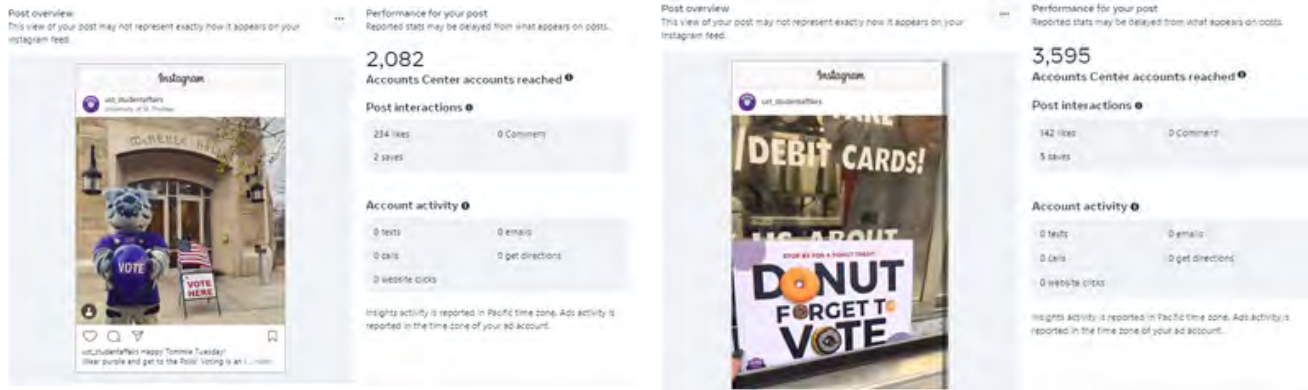 Post overview
This view of your post may not represent exactly how it appears on your
Instagram feed.
...
Instagram
ust_studentaffairs
University of St. Thomas
McNEELY HALL
VOTE
VOTE
HERE
ust_studentaffairs Happy Tommie Tuesday!
Wear purple and get to the Polls! Voting is an
Performance for your post
Reported stats may be delayed from what appears on posts.
2,082
Accounts Center accounts reached
Post interactions
234 likes
0 Comment
2 saves
Account activity
0 texts
0 emails
0 calls
0 get directions
0 website clicks
Insights activity is reported in Pacific time zone. Ads activity is
reported in the time zone of your ad account.
Post overview
This view of your post may not represent exactly how it appears on your
Instagram feed.
...
Instagram
ust_studentaffairs
TAKE
DEBIT CARDS!
US ABOUT
STOP BY FOR A DONUT TREAT!
DONUT
FORGET TO
VOTE
Performance for your post
Reported stats may be delayed from what appears on posts.
3,595
Accounts Center accounts reached
Post interactions
142 likes
0 Comment
5 saves
Account activity
0 texts
0 emails
0 calls
0 get directions
0 website clicks
Insights activity is reported in Pacific time zone. Ads activity is
reported in the time zone of your ad account.